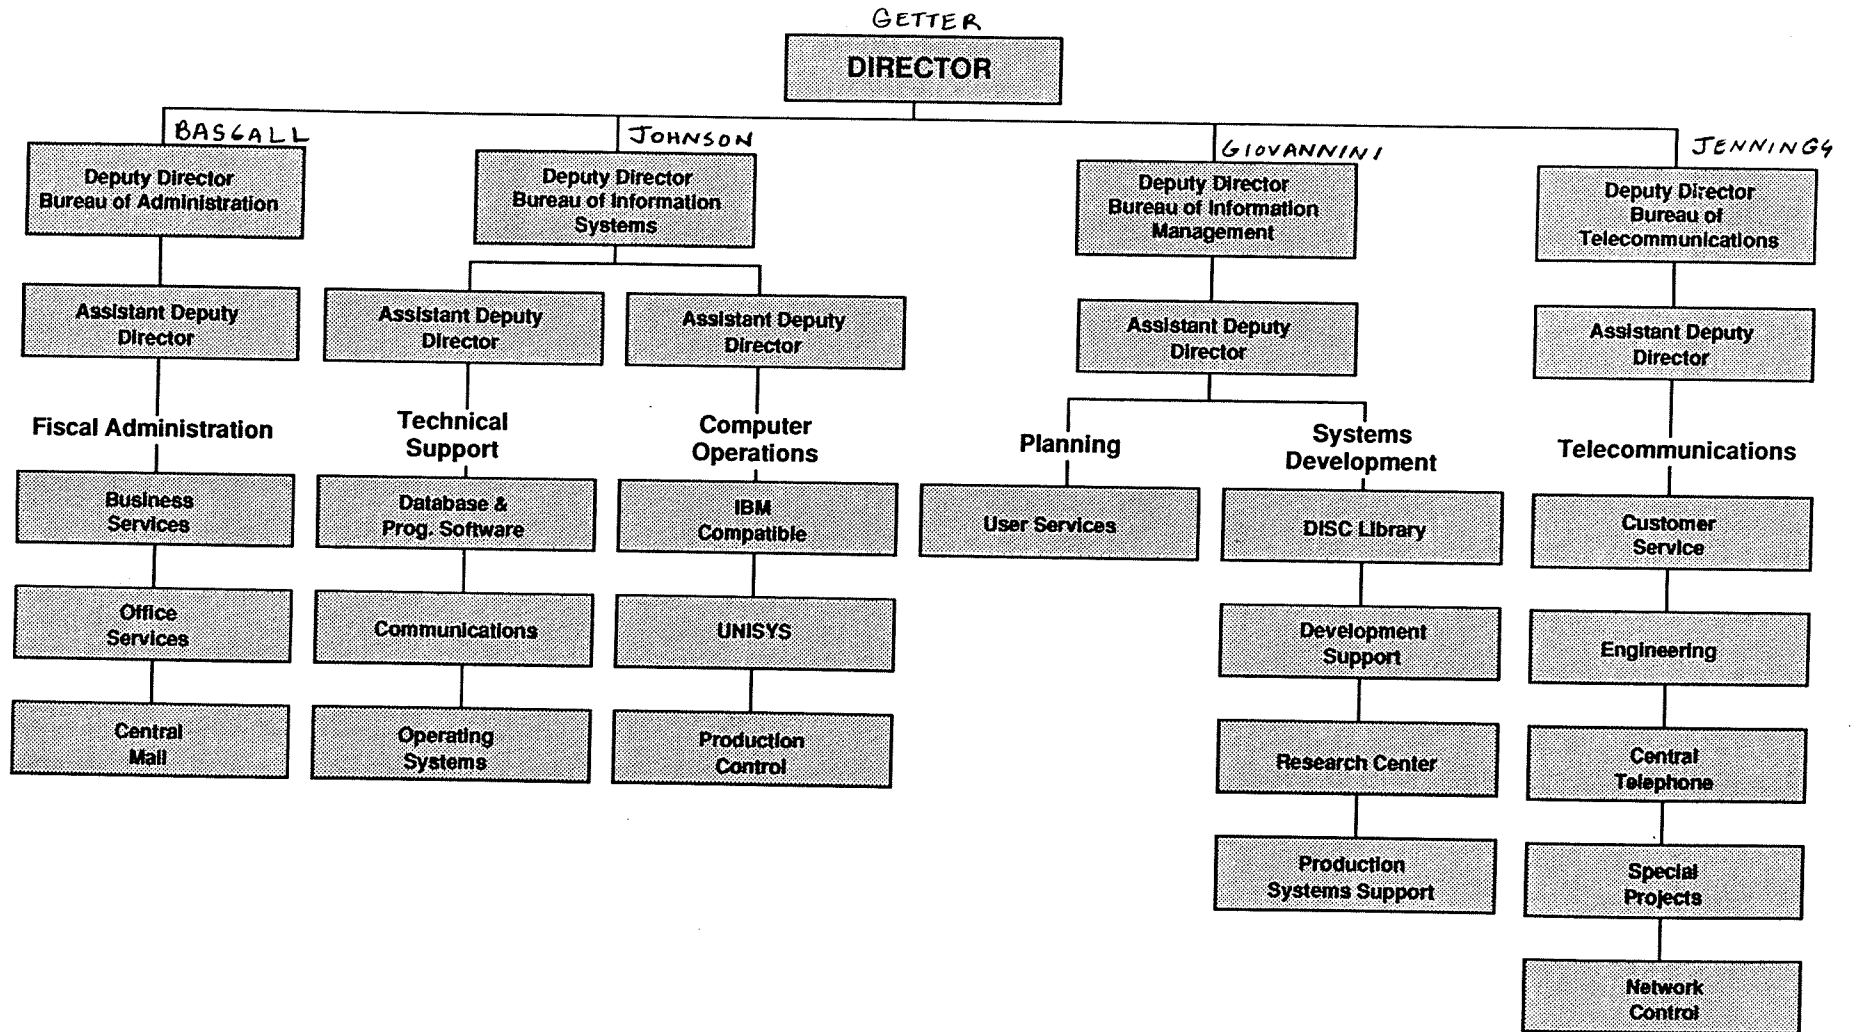 GETTER
DIRECTOR
BASGALL
Deputy Director
Bureau of Administration
JOHNSON
Deputy Director
Bureau of Information
Systems
GIOVANNINI
Deputy Director
Bureau of Information
Management
JENNINGS
Deputy Director
Bureau of
Telecommunications
Assistant Deputy
Director
Assistant Deputy
Director
Assistant Deputy
Director
Assistant Deputy
Director
Assistant Deputy
Director
Fiscal Administration
Business
Services
Office
Services
Central
Mail
Technical
Support
Database &
Prog. Software
Communications
Operating
Systems
Computer
Operations
IBM
Compatible
UNISYS
Production
Control
Planning
User Services
Systems
Development
DISC Library
Development
Support
Research Center
Production
Systems Support
Telecommunications
Customer
Service
Engineering
Central
Telephone
Special
Projects
Network
Control